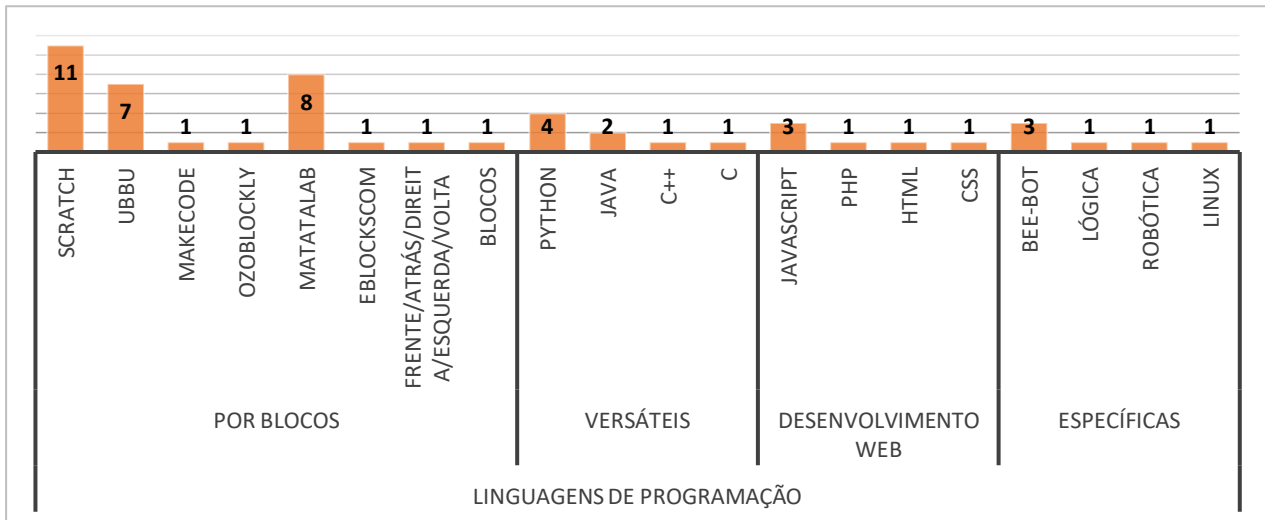 11
7
1
1
8
1
1
1
4
2
1
1
3
1
1
1
3
1
1
1
SCRATCH
UBBU
MAKECODE
OZOBLOCKLY
MATATALAB
EBLOCKSCOM
FRENTE/ATRÁS/DIREIT
A/ESQUERDA/VOLTA
BLOCOS
PYTHON
JAVA
C++
C
JAVASCRIPT
PHP
HTML
CSS
BEE-BOT
LÓGICA
ROBÓTICA
LINUX
POR BLOCOS
VERSÁTEIS
DESENVOLVIMENTO
WEB
ESPECÍFICAS
LINGUAGENS DE PROGRAMAÇÃO